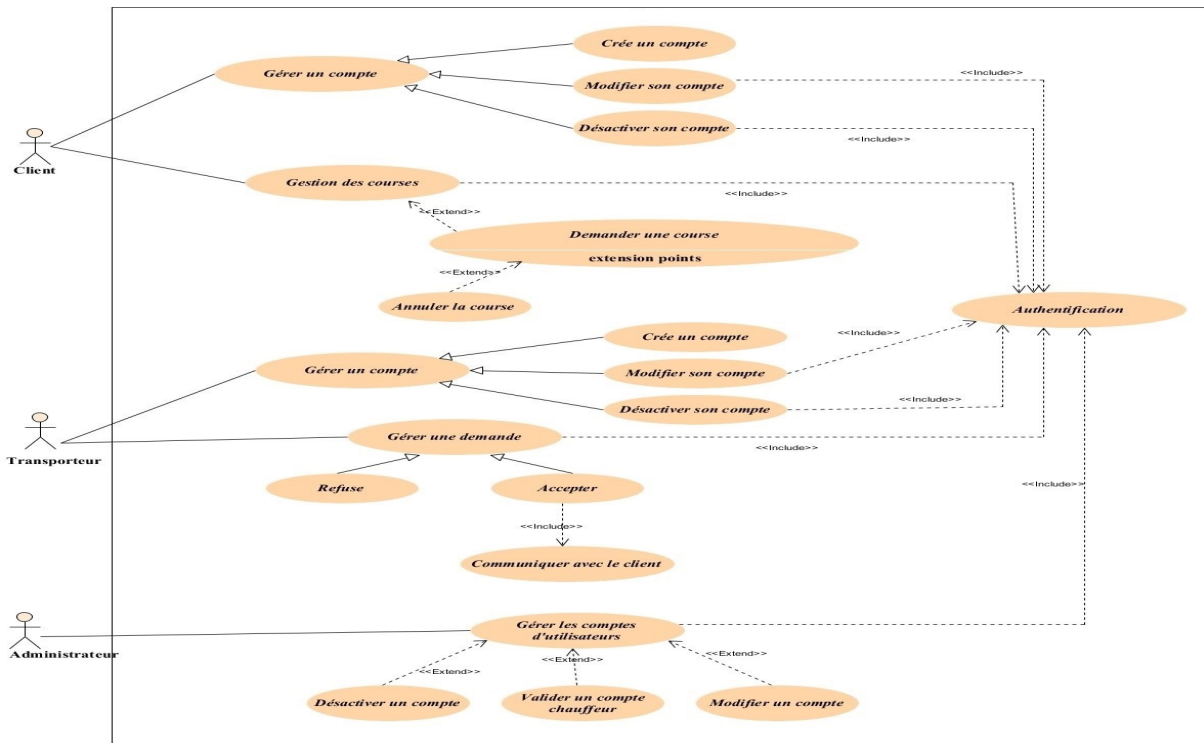 Crée un compte
Gérer un compte
<<Include>>
Modifier son compte
Désactiver son compte
<<Include>>
Client
Gestion des courses
<<Include>>
<<Extend>>
Demander une course
extension points
<<Extend>>
Annuler la course
Authentification
<<Include>>
Crée un compte
Gérer un compte
Modifier son compte
<<Include>>
Désactiver son compte
Gérer une demande
<<Include>>
Transporteur
Refuse
Accepter
<<Include>>
<<Include>>
Communiquer avec le client
Gérer les comptes
d'utilisateurs
Administrateur
<<Extend>>
<<Extend>>
<<Extend>>
Désactiver un compte
Valider un compte
chauffeur
Modifier un compte